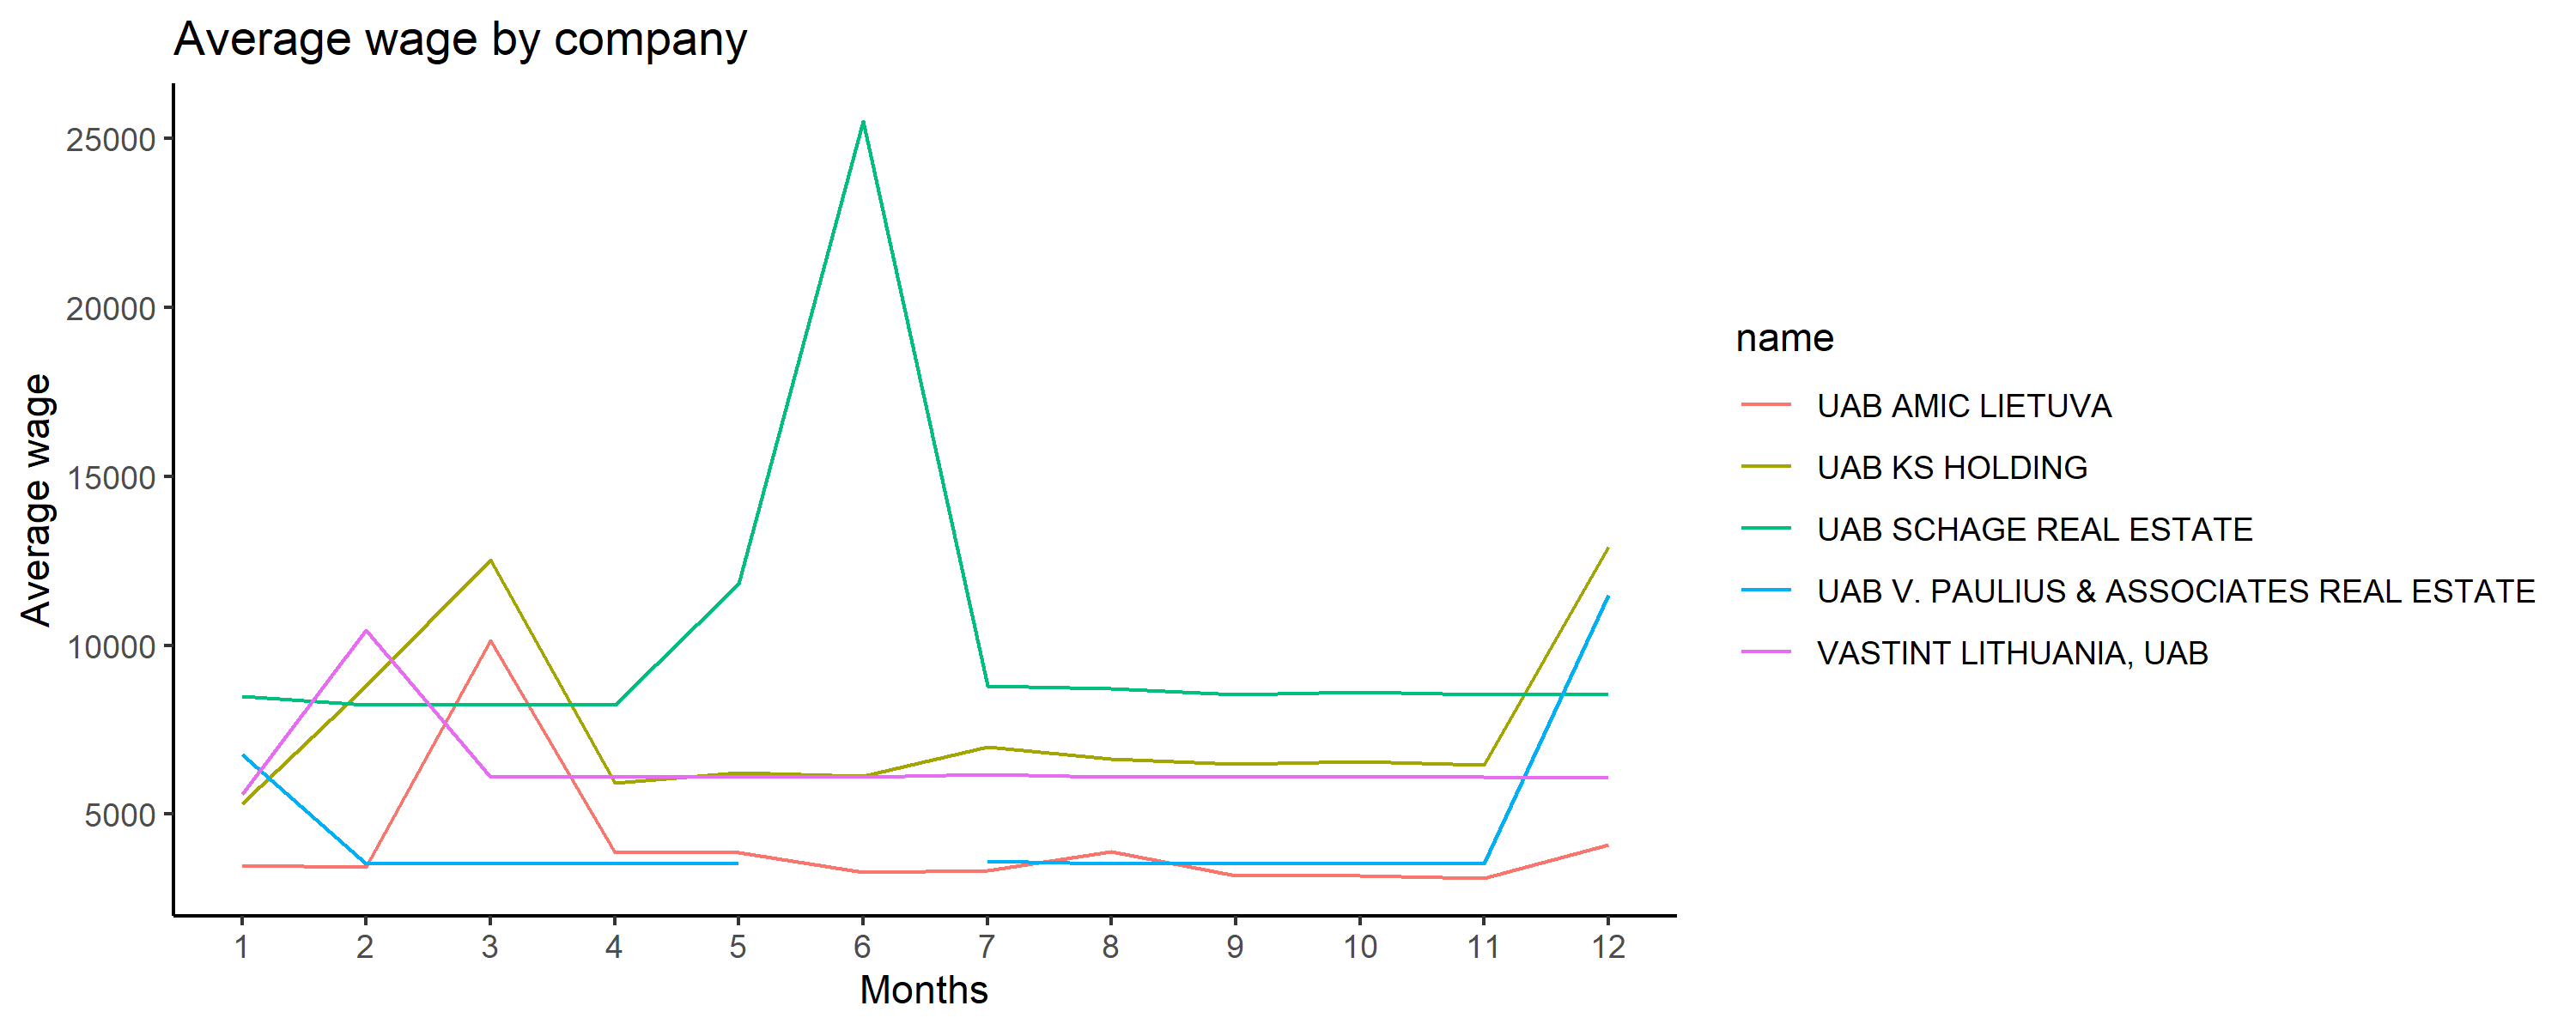 Average wage by company
Average wage
25000
20000
15000
10000
5000
1 2 3 4 5 6 7 8 9 10 11 12
Months
name
UAB AMIC LIETUVA
UAB KS HOLDING
UAB SCHAGE REAL ESTATE
UAB V. PAULIUS & ASSOCIATES REAL ESTATE
VASTINT LITHUANIA, UAB